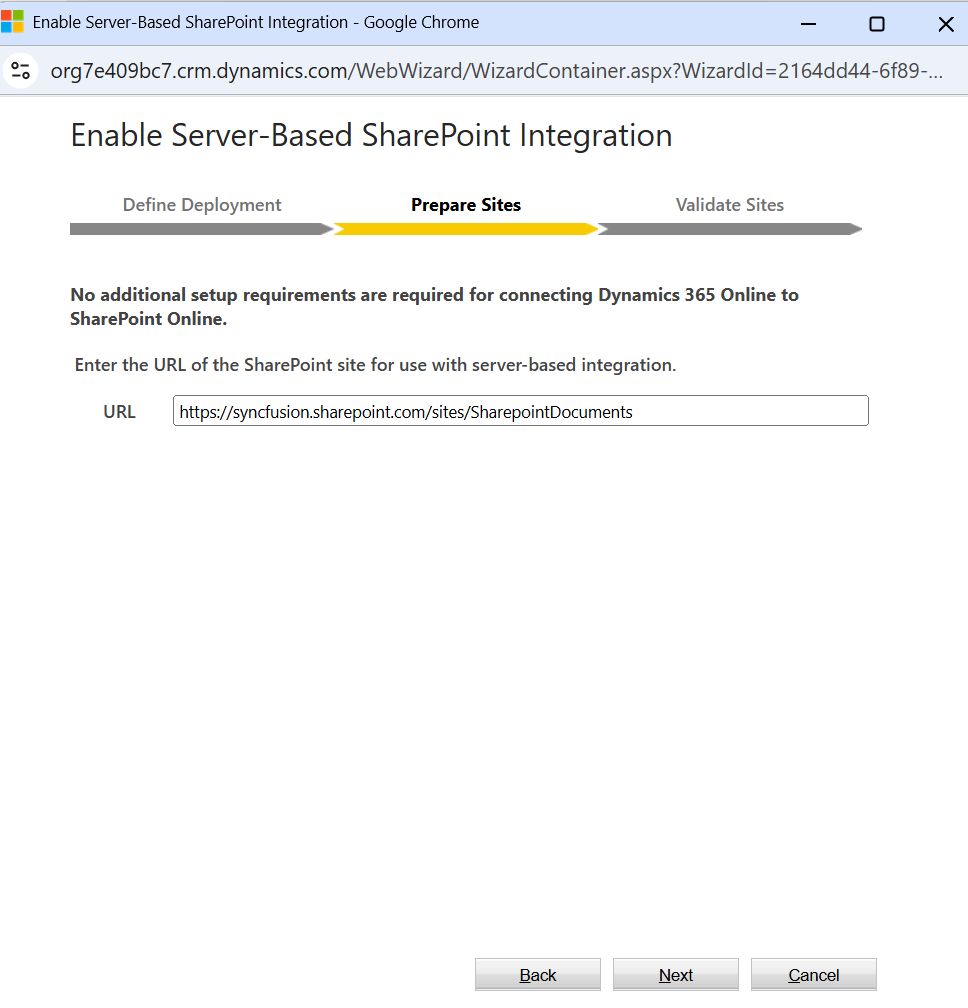 Enable Server-Based SharePoint Integration - Google Chrome
org7e409bc7.crm.dynamics.com/WebWizard/WizardContainer.aspx?WizardId=2164dd44-6f89-...
Enable Server-Based SharePoint Integration
Define Deployment Prepare Sites Validate Sites
No additional setup requirements are required for connecting Dynamics 365 Online to
SharePoint Online.
Enter the URL of the SharePoint site for use with server-based integration.
URL https://syncfusion.sharepoint.com/sites/SharepointDocuments
Back Next Cancel